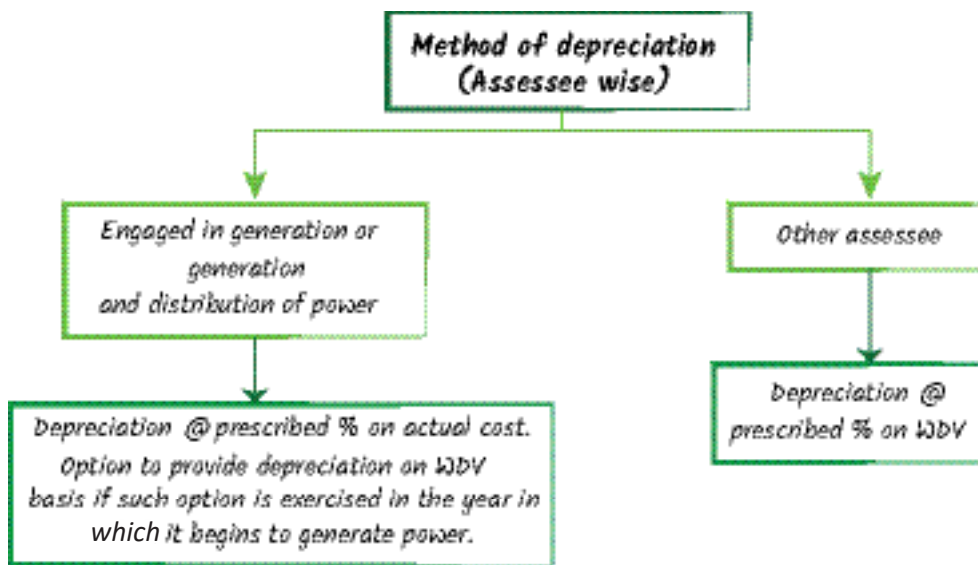 Method of depreciation
(Assessee wise)
Engaged in generation or
generation
and distribution of power
Other assessee
Depreciation @ prescribed % on actual cost.
Option to provide depreciation on WDV
basis if such option is exercised in the year in
which it begins to generate power.
Depreciation @
prescribed % on WDV